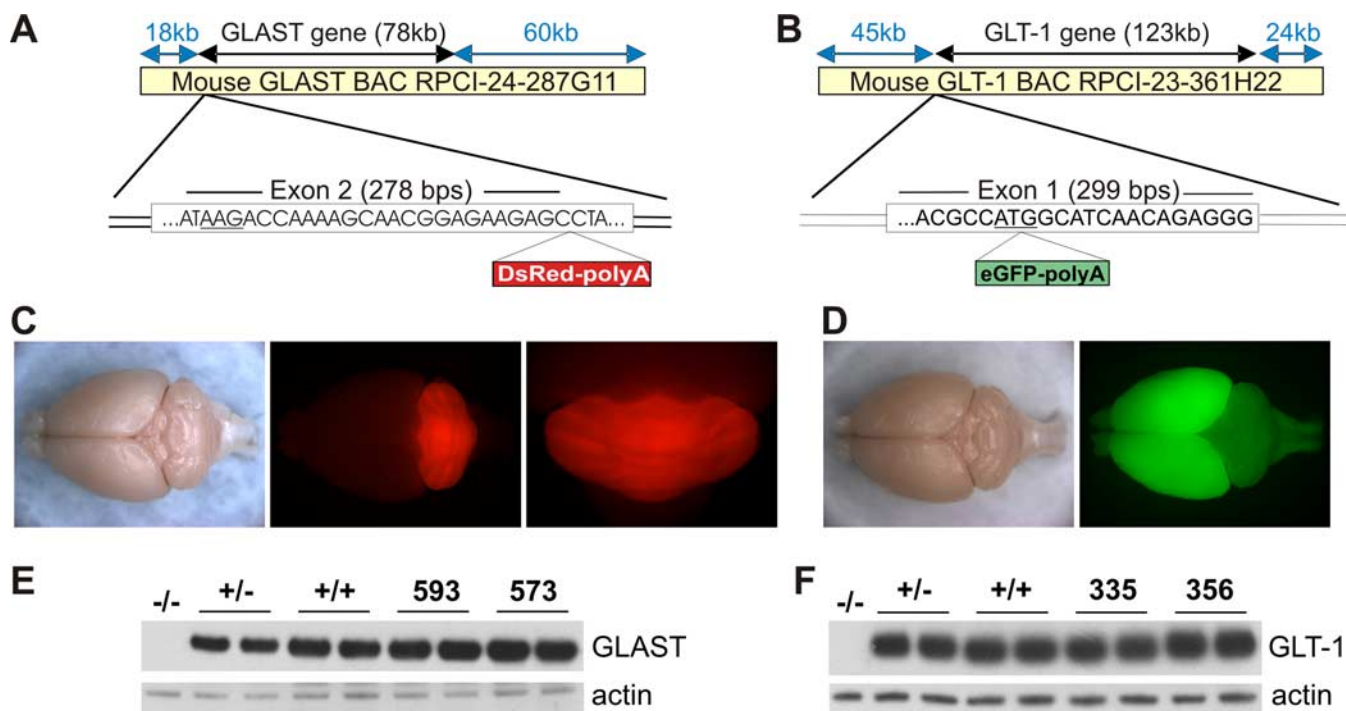 A
18kb GLAST gene (78kb) 60kb
Mouse GLAST BAC RPCI-24-287G11
Exon 2 (278 bps)
...ATAAGACCAAAAGCAACGGAGAAGAGCCTA...
DsRed-polyA
B
45kb GLT-1 gene (123kb) 24kb
Mouse GLT-1 BAC RPCI-23-361H22
Exon 1 (299 bps)
...ACGCCATGGCATCAACAGAGGG
eGFP-polyA
C
D
E
-/- +/- +/+ 593 573
GLAST
actin
F
-/- +/- +/+ 335 356
GLT-1
actin